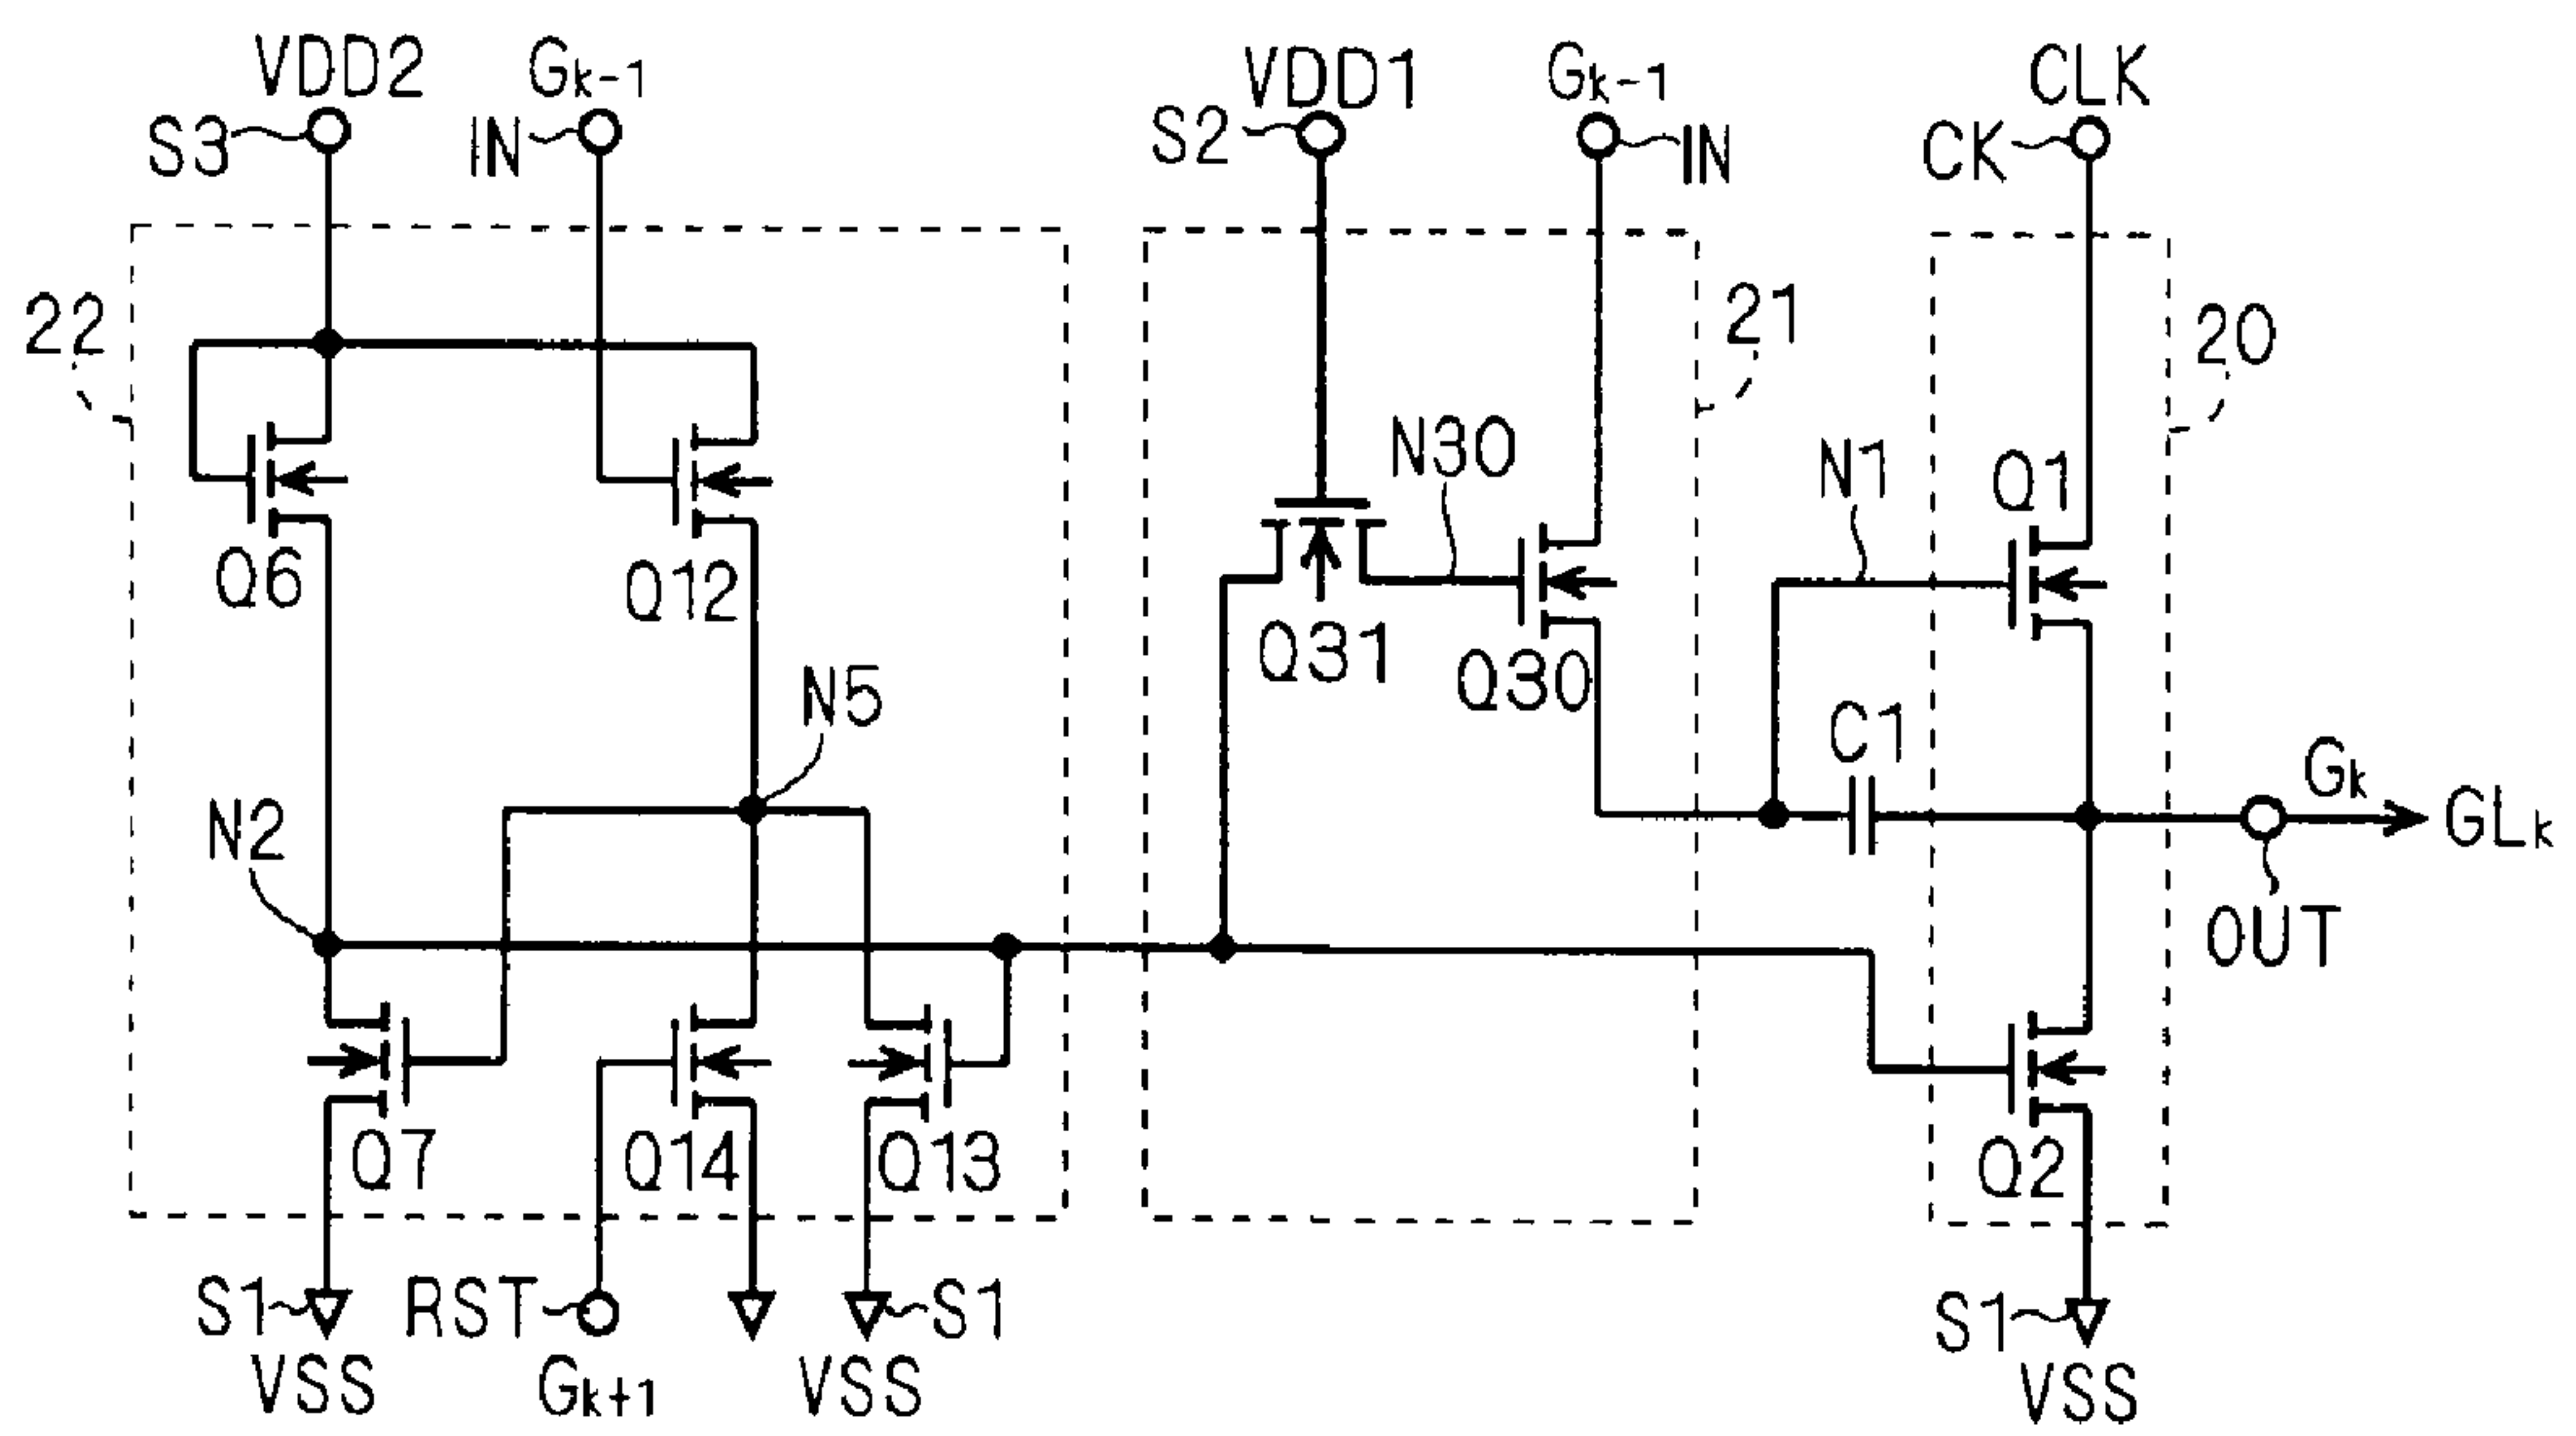 VDD2
Gk-1
VDD1
Gk-1
CLK
S3
IN
S2
IN
CK
22
21
20
N30
N1
Q1
Q6
Q12
Q31
Q30
N5
C1
Gk
N2
GLk
OUT
Q7
Q14
Q13
Q2
S1
RST
S1
S1
VSS
Gk+1
VSS
VSS